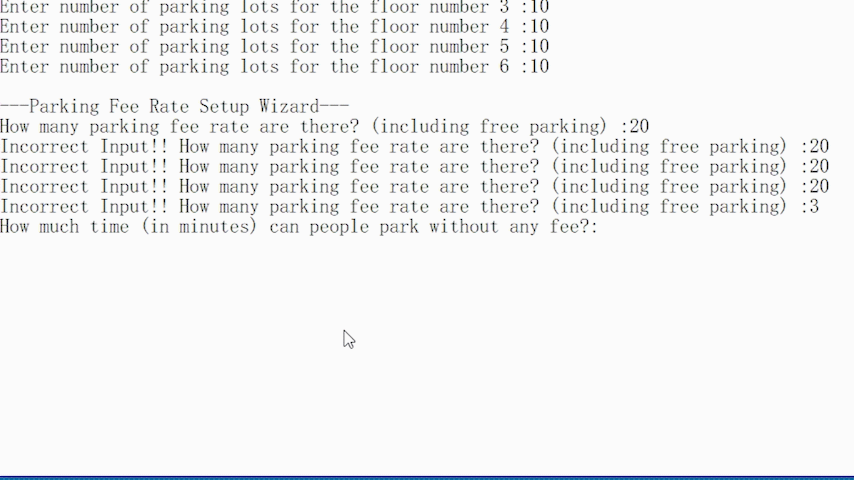 Enter number of parking lots for the floor number 3 :10
Enter number of parking lots for the floor number 4 :10
Enter number of parking lots for the floor number 5 :10
Enter number of parking lots for the floor number 6 :10
---Parking Fee Rate Setup Wizard---
How many parking fee rate are there? (including free parking) :20
Incorrect Input!! How many parking fee rate are there? (including free parking) :20
Incorrect Input!! How many parking fee rate are there? (including free parking) :20
Incorrect Input!! How many parking fee rate are there? (including free parking) :20
Incorrect Input!! How many parking fee rate are there? (including free parking) :3
How much time (in minutes) can people park without any fee?: